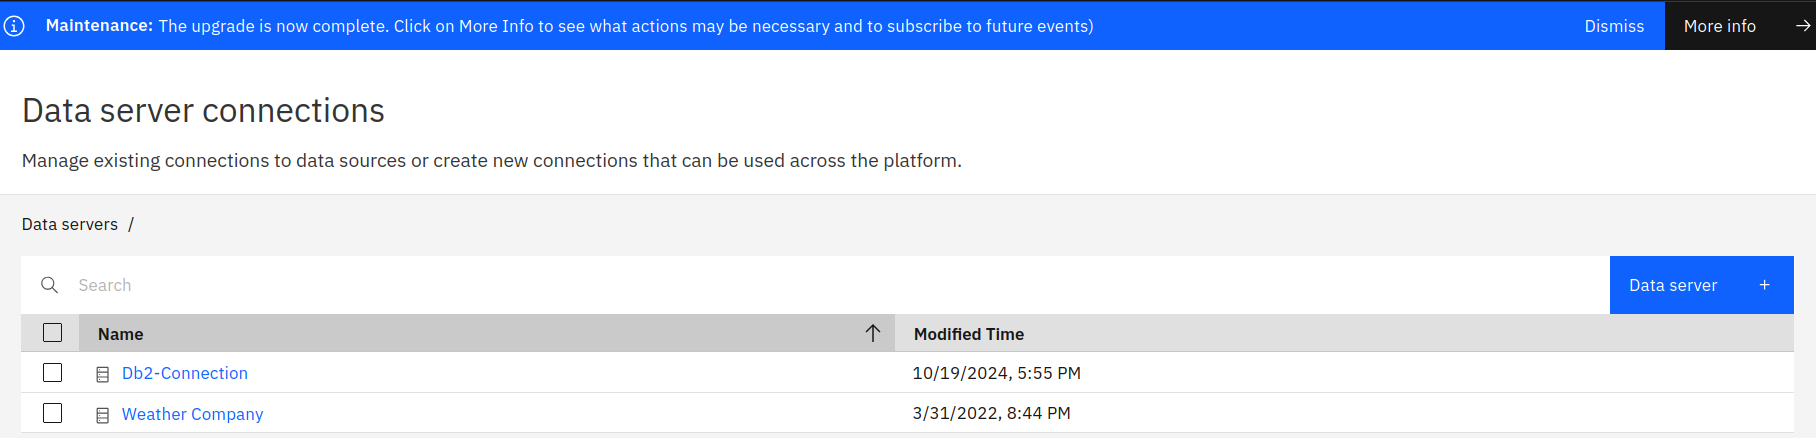 Maintenance: The upgrade is now complete. Click on More Info to see what actions may be necessary and to subscribe to future events) Dismiss More info
Data server connections
Manage existing connections to data sources or create new connections that can be used across the platform.
Data servers /
Search Data server +
Name Modified Time
Db2-Connection 10/19/2024, 5:55 PM
Weather Company 3/31/2022, 8:44 PM